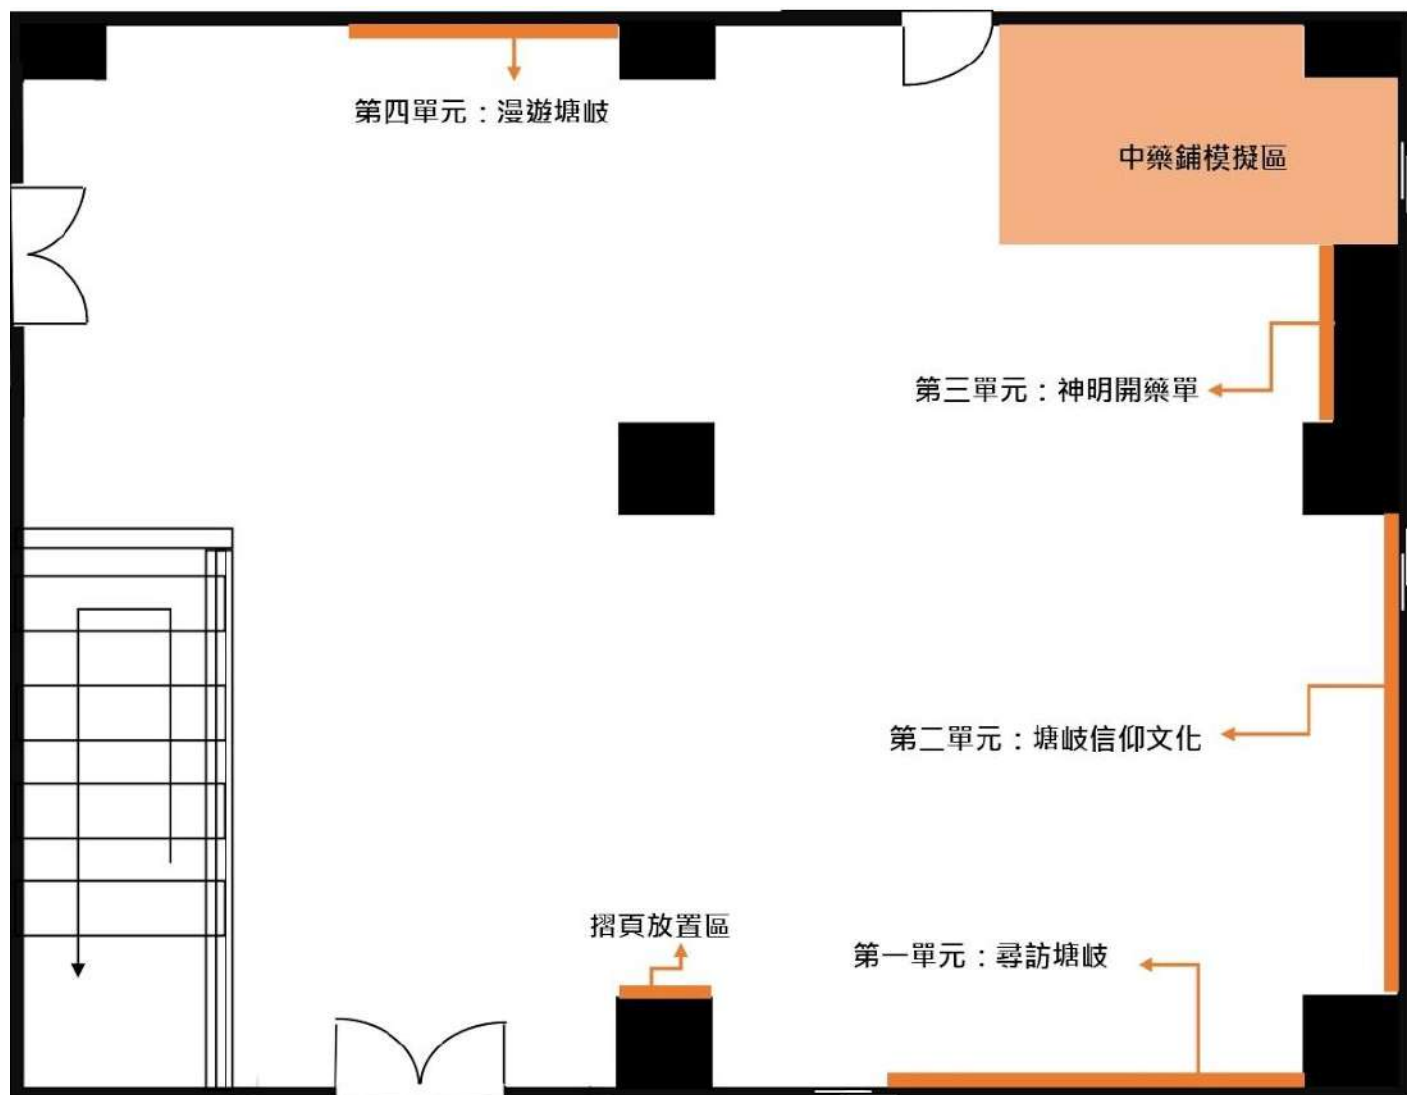 第四單元：漫遊塘岐
中藥鋪模擬區
第三單元：神明開藥單
第二單元：塘岐信仰文化
摺頁放置區
第一單元：尋訪塘岐